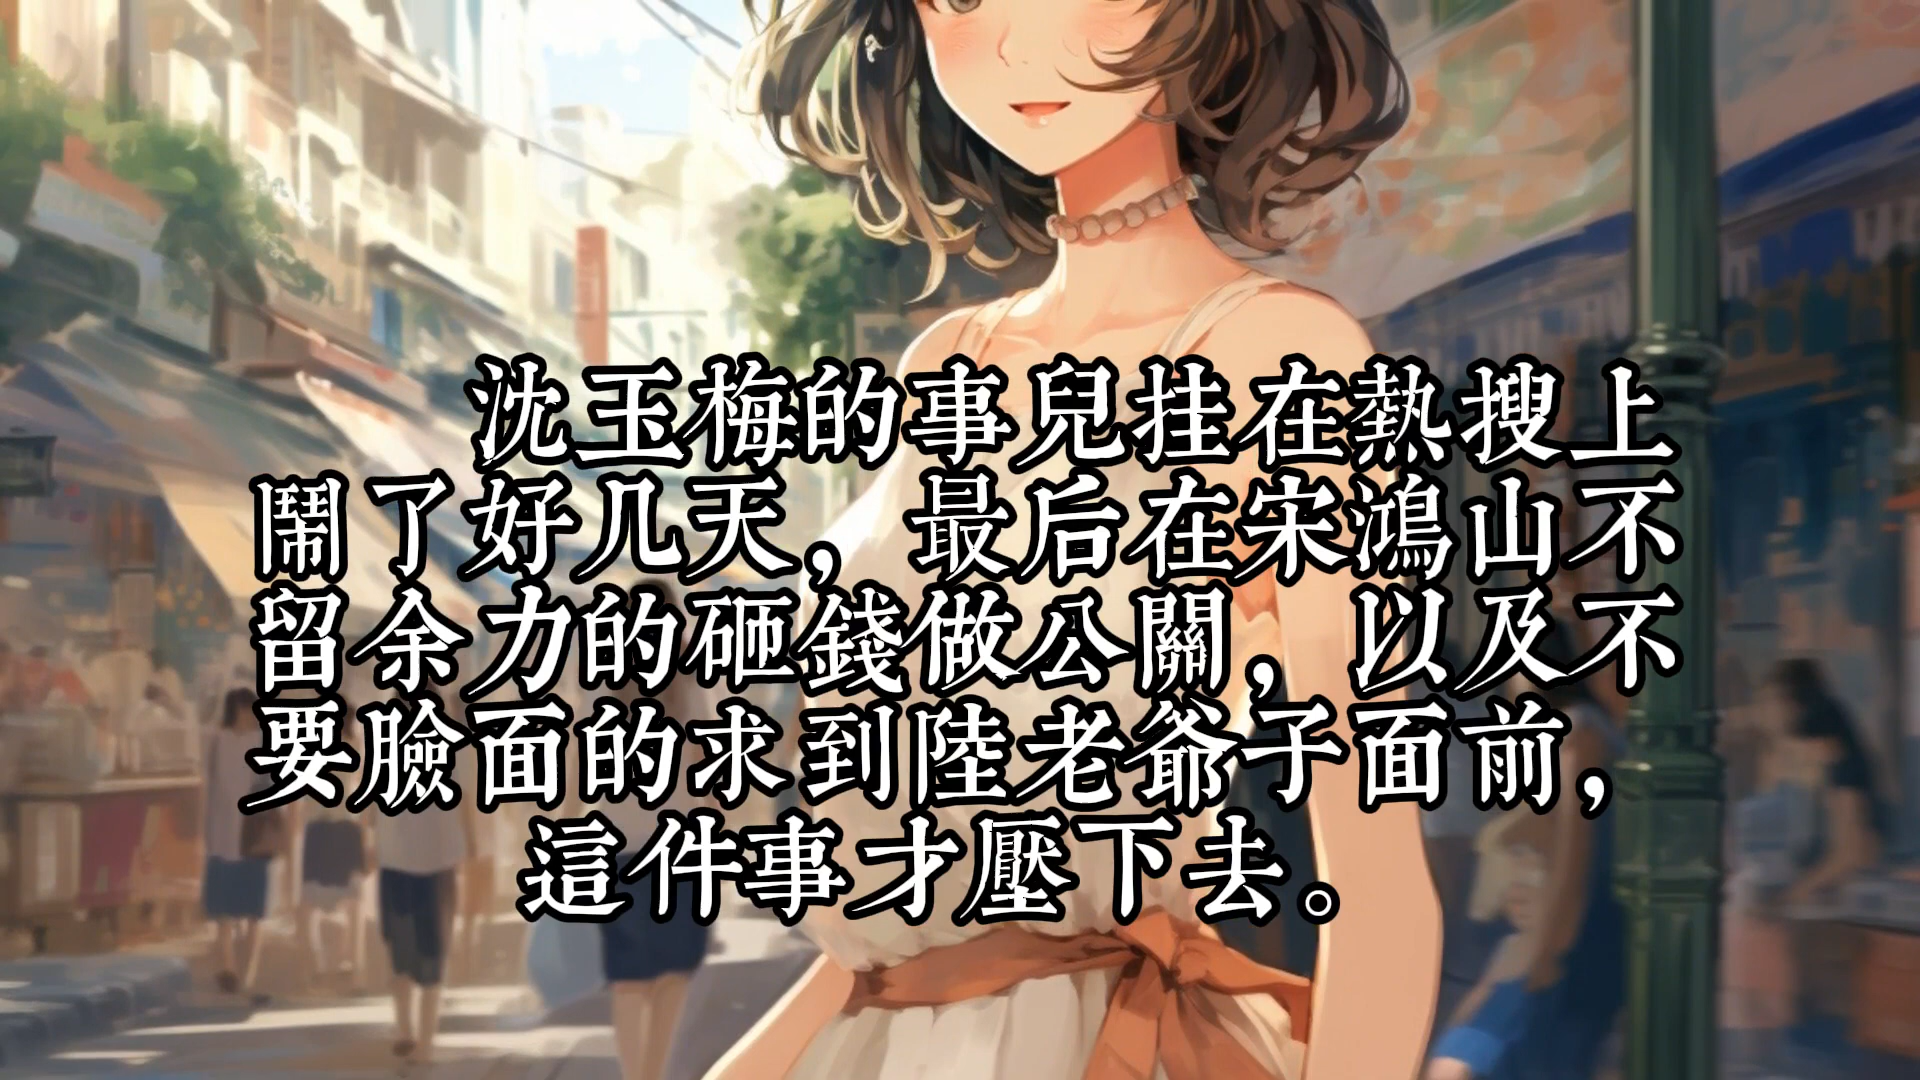 沈玉梅的事兒挂在熱搜上
鬧了好几天，最后在宋鴻山不
留余力的砸錢做公關，以及不
要臉面的求到陸老爺子面前，
這件事才壓下去。